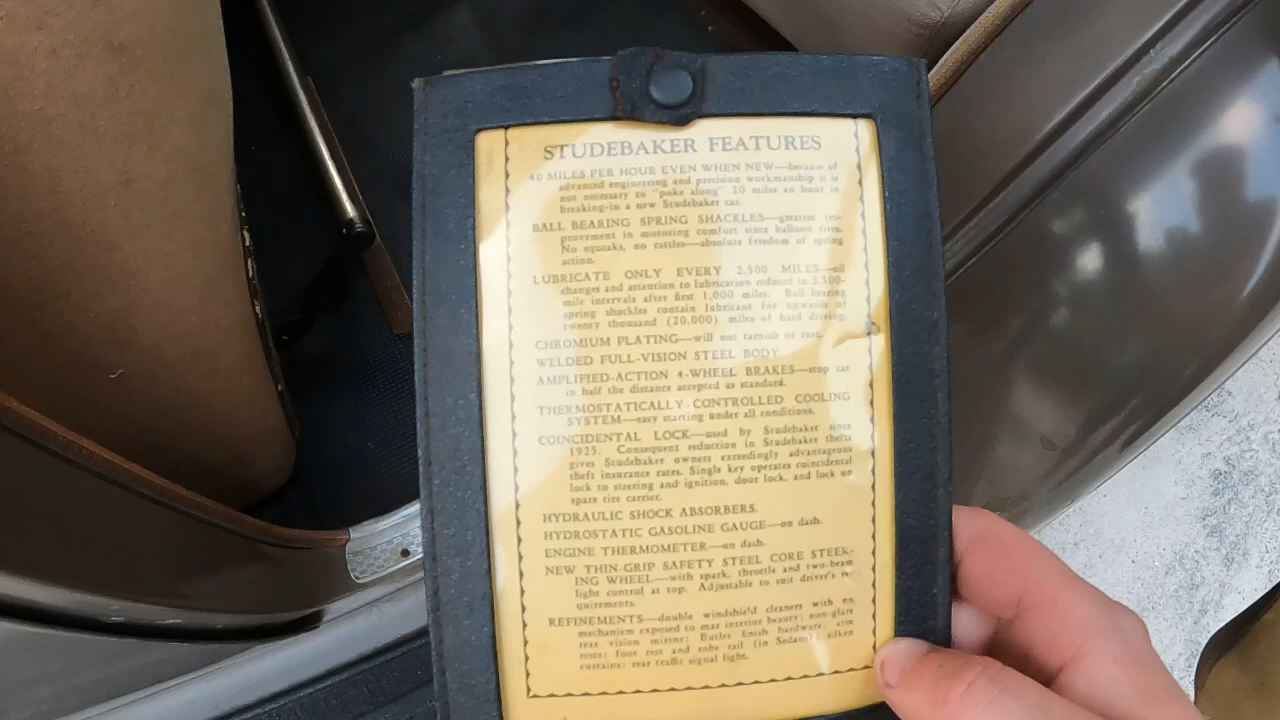 STUDEBAKER FEATURES
40 MILES PER HOUR EVEN WHEN NEW—because of
advanced engineering and precision workmanship it is
not necessary to "poke along" 20 miles an hour in
breaking-in a new Studebaker car.
BALL BEARING SPRING SHACKLES—greatest im-
provement in motoring comfort since balloon tires.
No squeaks, no rattles—absolute freedom of spring
action.
LUBRICATE ONLY EVERY 2,500 MILES—oil
changes and attention to lubrication reduced to 2,500-
mile intervals after first 1,000 miles. Ball bearing
spring shackles contain lubricant for upwards of
twenty thousand (20,000) miles of hard driving.
CHROMIUM PLATING—will not tarnish or rust.
WELDED FULL-VISION STEEL BODY.
AMPLIFIED-ACTION 4-WHEEL BRAKES—stop car
in half the distance accepted as standard.
THERMOSTATICALLY-CONTROLLED COOLING
SYSTEM—easy starting under all conditions.
COINCIDENTAL LOCK—used by Studebaker since
1925. Consequent reduction in Studebaker thefts
gives Studebaker owners exceedingly advantageous
theft insurance rates. Single key operates coincidental
lock to steering and ignition, door lock, and lock on
spare tire carrier.
HYDRAULIC SHOCK ABSORBERS.
HYDROSTATIC GASOLINE GAUGE—on dash.
ENGINE THERMOMETER—on dash.
NEW THIN-GRIP SAFETY STEEL CORE STEER-
ING WHEEL—with spark, throttle and two-beam
light control at top. Adjustable to suit driver's re-
quirements.
REFINEMENTS—double windshield cleaners with no
mechanism exposed to mar interior beauty; non-glare
rear vision mirror; Butler finish hardware; arm
rests; foot rest and robe rail (in Sedans); silken
curtains; rear traffic signal light.